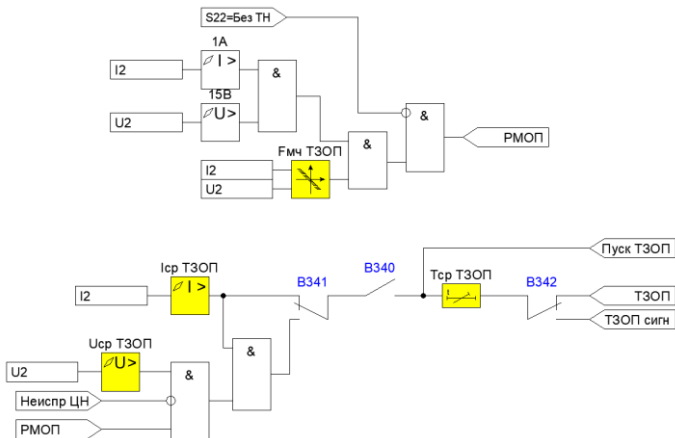 S22=Без ТН
1А
I2
I >
&
15В
U2
U>
&
&
РМОП
Fмч ТЗОП
I2
U2
Пуск ТЗОП
Iср ТЗОП
В341
В340
Тср ТЗОП
В342
I2
I >
t
ТЗОП
ТЗОП сигн
Uср ТЗОП
&
U2
U>
&
Неиспр ЦН
РМОП